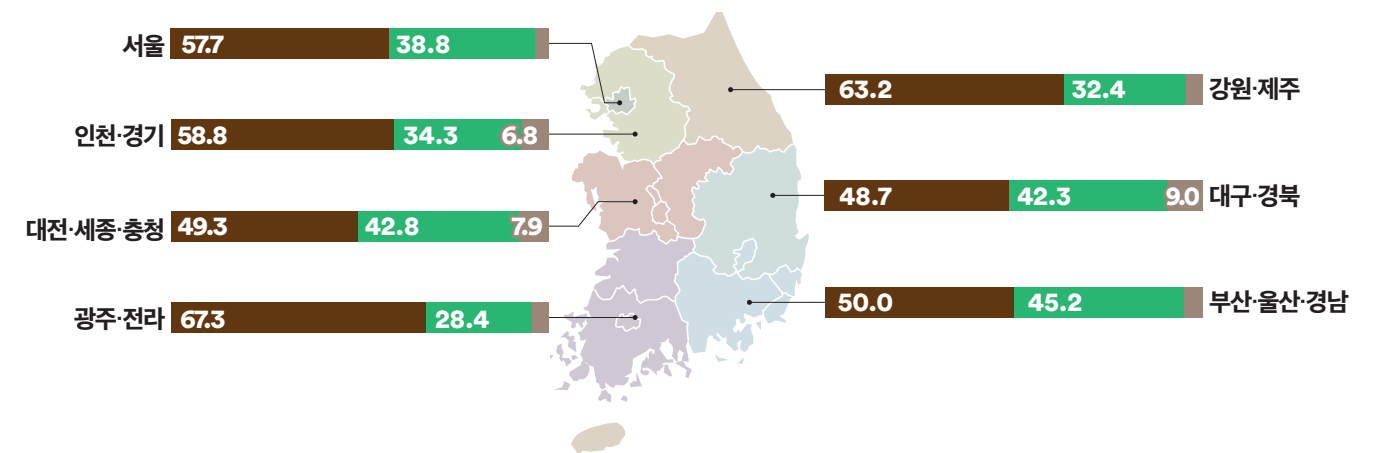 서울 57.7 38.8
인천·경기 58.8 34.3 6.8
대전·세종·충청 49.3 42.8 7.9
광주·전라 67.3 28.4
63.2 32.4 강원·제주
48.7 42.3 9.0 대구·경북
50.0 45.2 부산·울산·경남